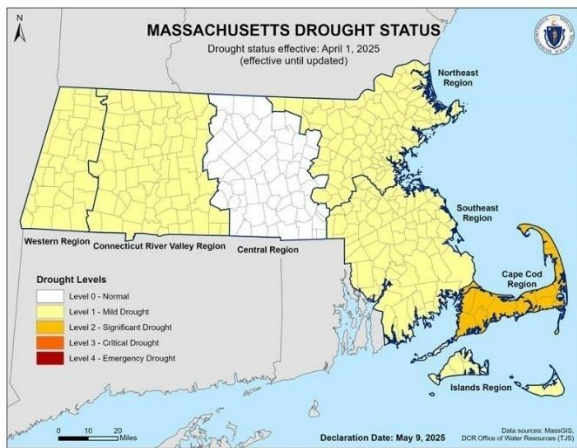 N
MASSACHUSETTS DROUGHT STATUS
Drought status effective: April 1, 2025
(effective until updated)
Northeast
Region
Southeast
Region
Cape Cod
Region
Western Region
Connecticut River Valley Region
Central Region
Drought Levels
Level 0 - Normal
Level 1 - Mild Drought
Level 2 - Significant Drought
Level 3 - Critical Drought
Level 4 - Emergency Drought
Islands Region
0 10 20
Miles
Declaration Date: May 9, 2025
Data sources: MassGIS,
DCR Office of Water Resources (TJS)